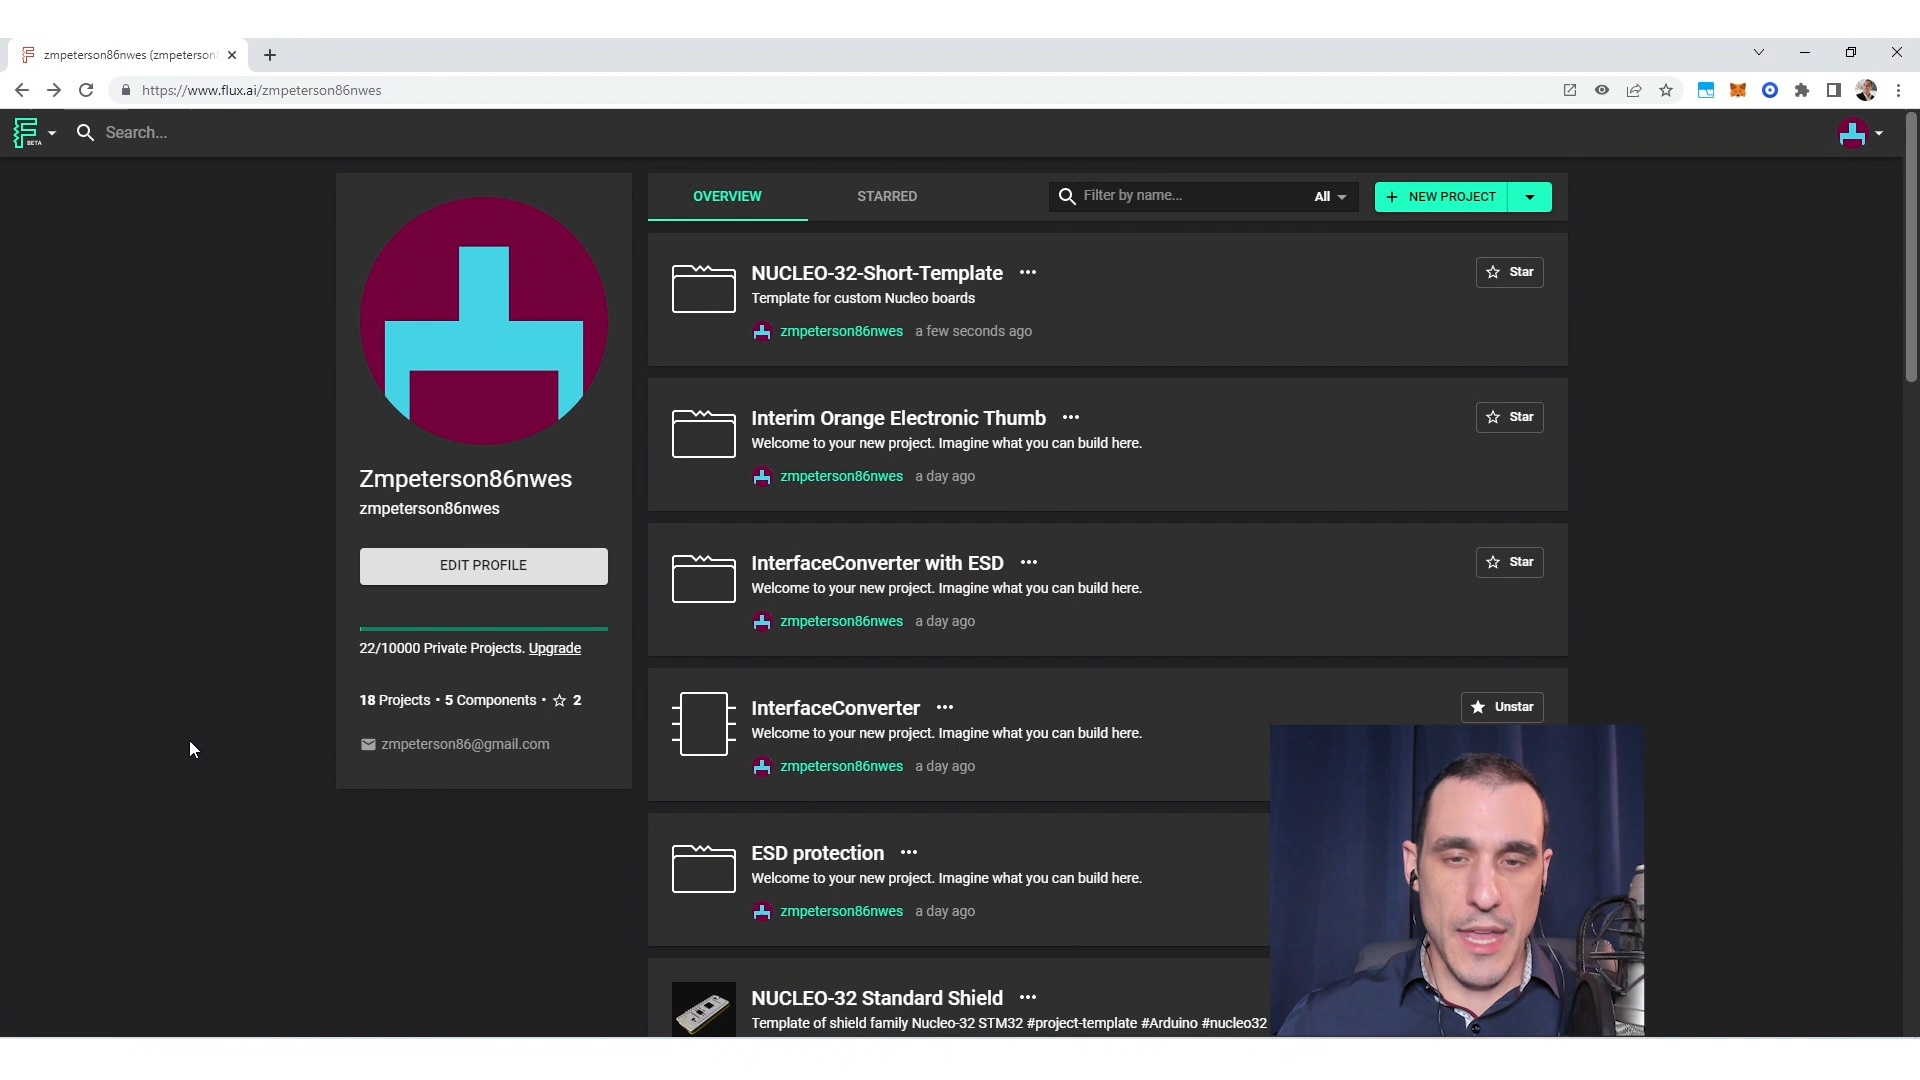 zmpeterson86nwes (zmpeterson
https://www.flux.ai/zmpeterson86nwes
BETA
Search...
OVERVIEW
STARRED
Filter by name...
All
+ NEW PROJECT
NUCLEO-32-Short-Template ...
Star
Template for custom Nucleo boards
zmpeterson86nwes a few seconds ago
Interim Orange Electronic Thumb ...
Star
Welcome to your new project. Imagine what you can build here.
zmpeterson86nwes a day ago
Zmpeterson86nwes
zmpeterson86nwes
EDIT PROFILE
22/10000 Private Projects. Upgrade
18 Projects • 5 Components • ☆ 2
zmpeterson86@gmail.com
InterfaceConverter with ESD ...
Star
Welcome to your new project. Imagine what you can build here.
zmpeterson86nwes a day ago
InterfaceConverter ...
Unstar
Welcome to your new project. Imagine what you can build here.
zmpeterson86nwes a day ago
ESD protection ...
Welcome to your new project. Imagine what you can build here.
zmpeterson86nwes a day ago
NUCLEO-32 Standard Shield ...
Template of shield family Nucleo-32 STM32 #project-template #Arduino #nucleo32